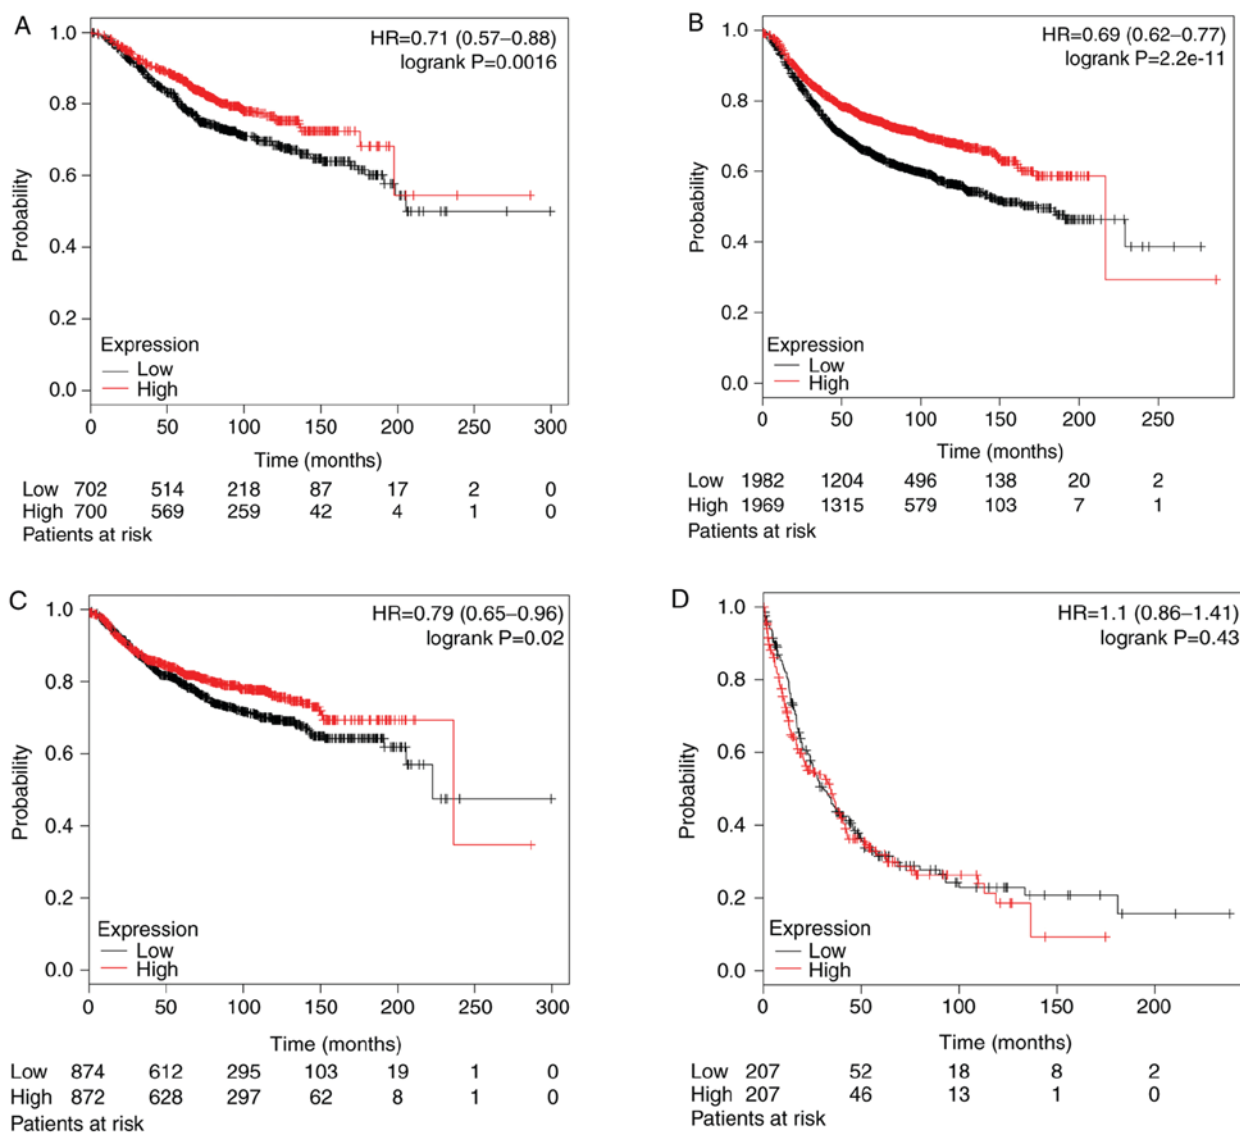 A
HR=0.71 (0.57–0.88)
logrank P=0.0016
1.0
0.8
0.6
0.4
0.2
0.0
Probability
Expression
Low
High
0 50 100 150 200 250 300
Time (months)
Low 702 514 218 87 17 2 0
High 700 569 259 42 4 1 0
Patients at risk
B
HR=0.69 (0.62–0.77)
logrank P=2.2e-11
1.0
0.8
0.6
0.4
0.2
0.0
Probability
Expression
Low
High
0 50 100 150 200 250
Time (months)
Low 1982 1204 496 138 20 2
High 1969 1315 579 103 7 1
Patients at risk
C
HR=0.79 (0.65–0.96)
logrank P=0.02
1.0
0.8
0.6
0.4
0.2
0.0
Probability
Expression
Low
High
0 50 100 150 200 250 300
Time (months)
Low 874 612 295 103 19 1 0
High 872 628 297 62 8 1 0
Patients at risk
D
HR=1.1 (0.86–1.41)
logrank P=0.43
1.0
0.8
0.6
0.4
0.2
0.0
Probability
Expression
Low
High
0 50 100 150 200
Time (months)
Low 207 52 18 8 2
High 207 46 13 1 0
Patients at risk